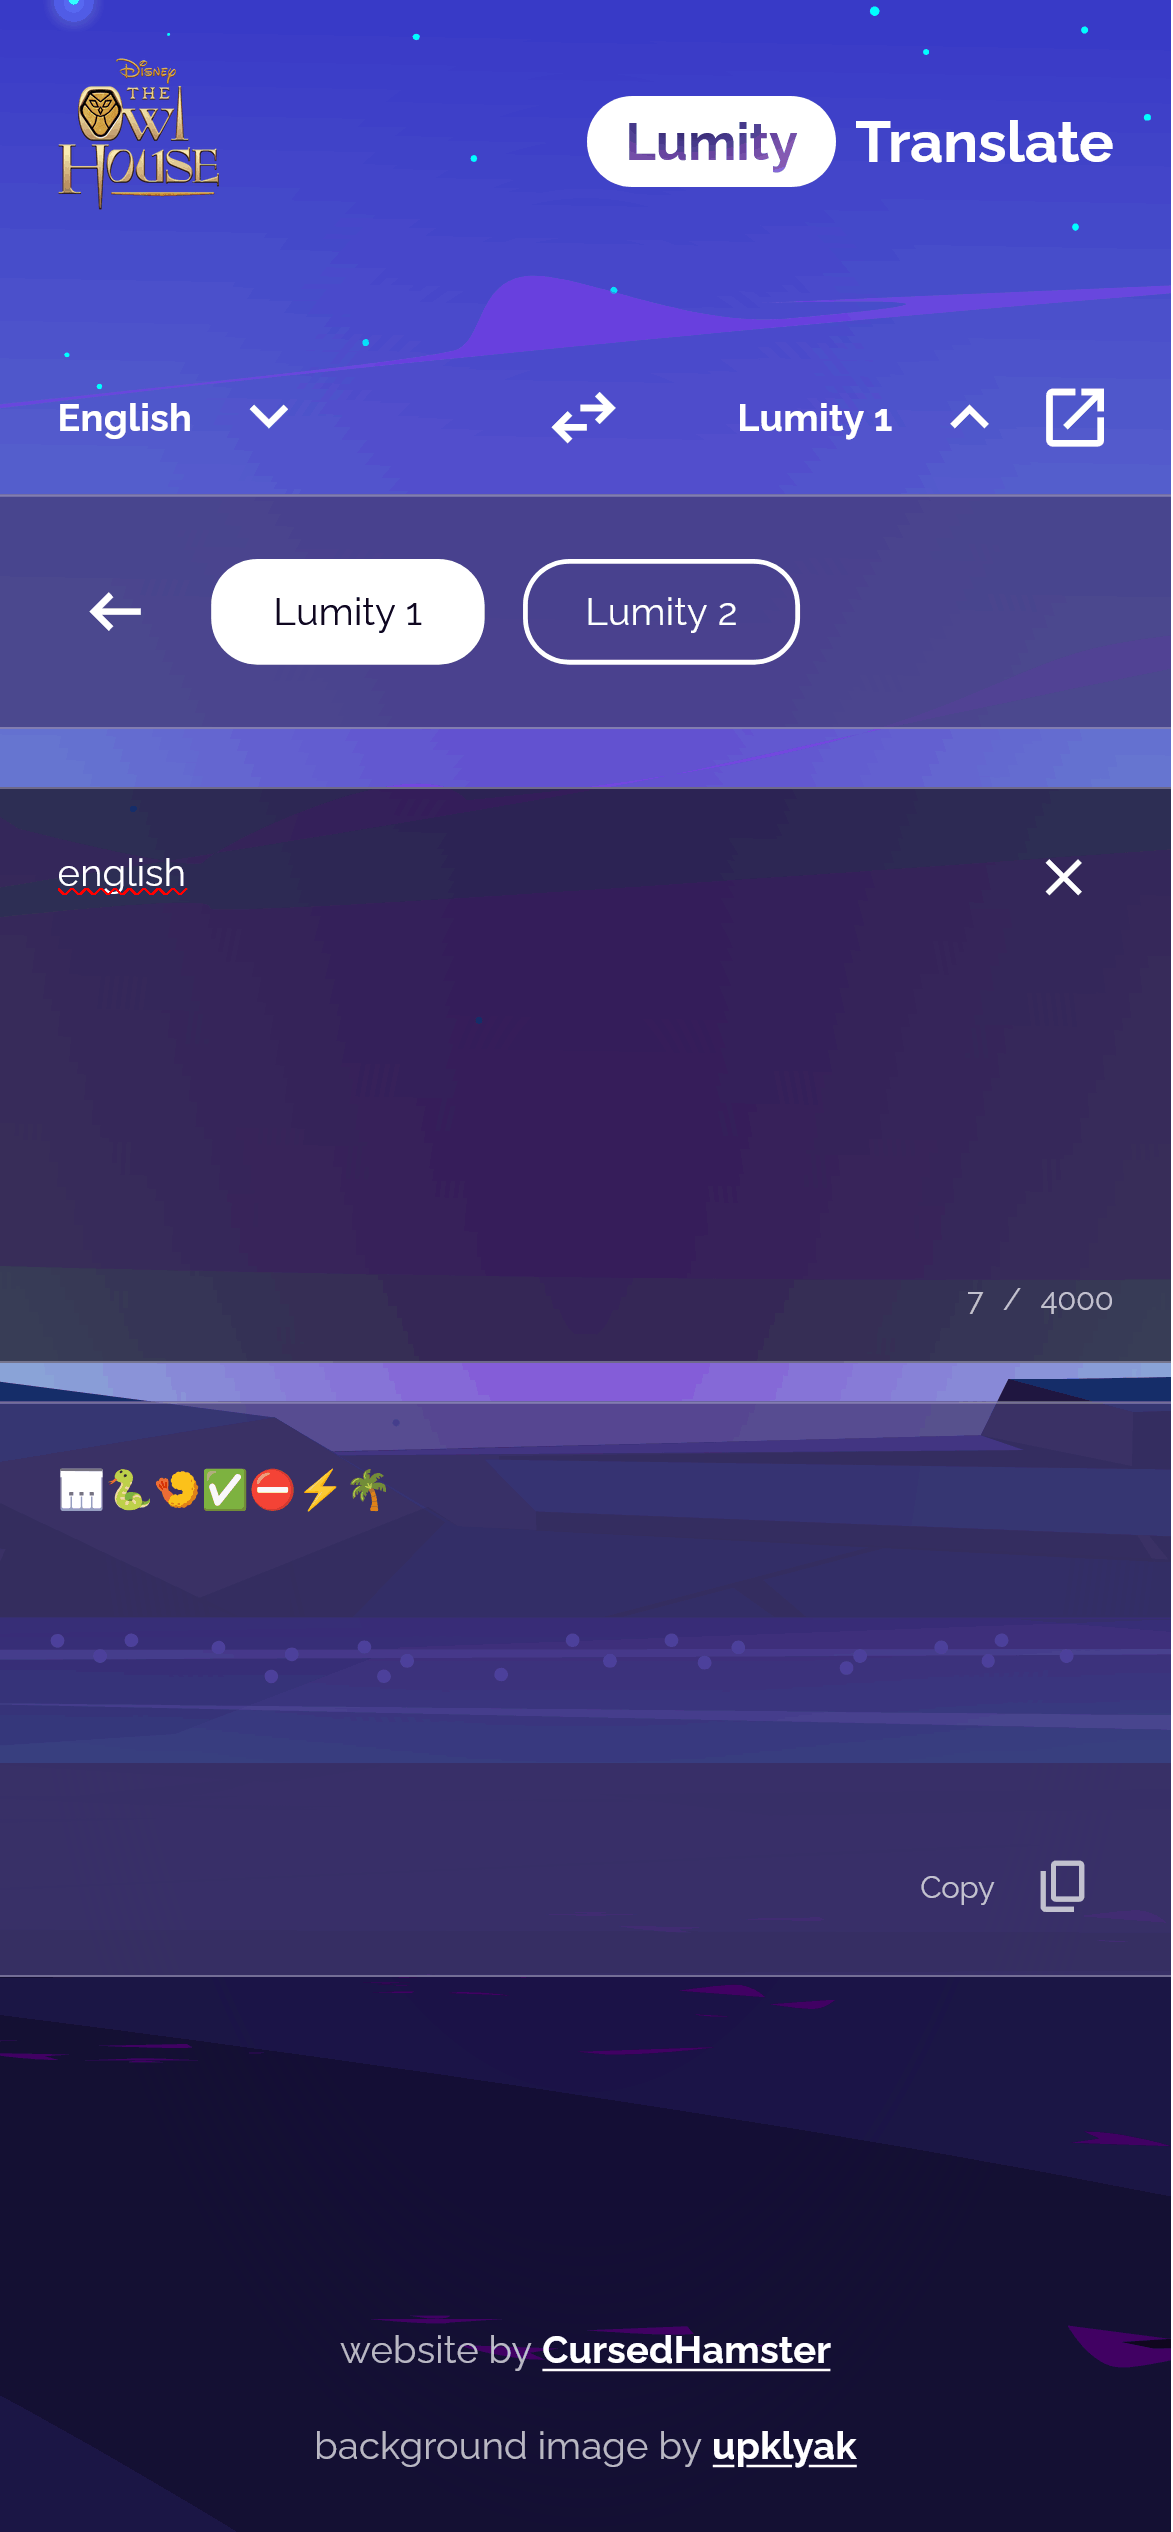 Disney
THE
Owl
HOUSE
Lumity Translate
English
Lumity 1
Lumity 1
Lumity 2
english
7 / 4000
🎹🐍🍤✅⛔⚡🌴
Copy
website by CursedHamster
background image by upklyak